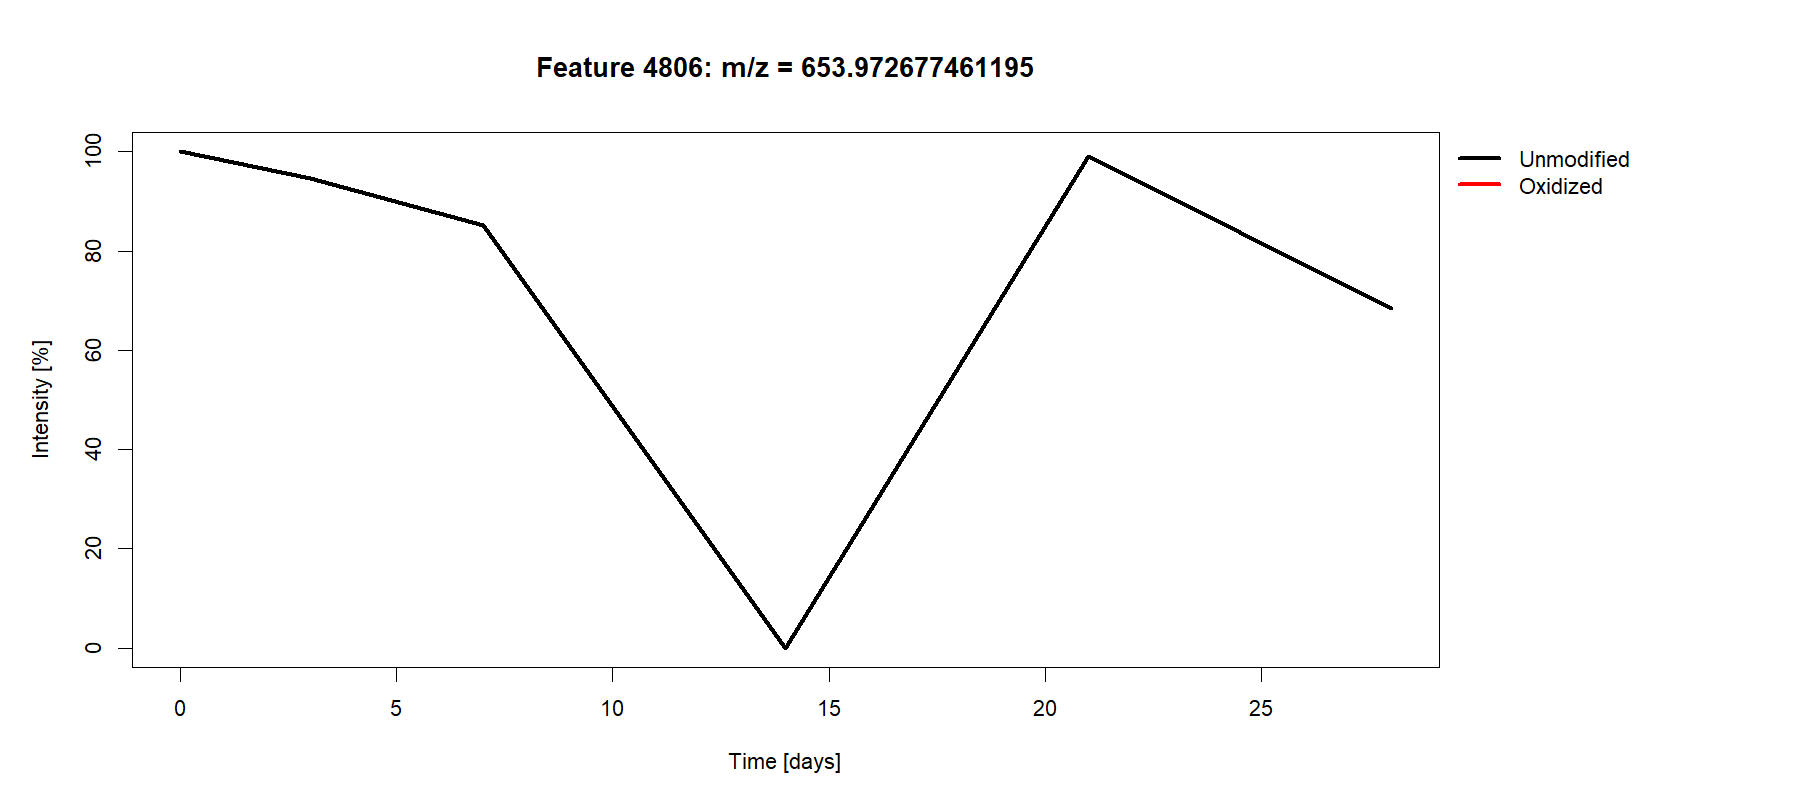 Feature 4806: m/z = 653.972677461195
Unmodified
Oxidized
Intensity [%]
100
80
60
40
20
0
0 5 10 15 20 25
Time [days]